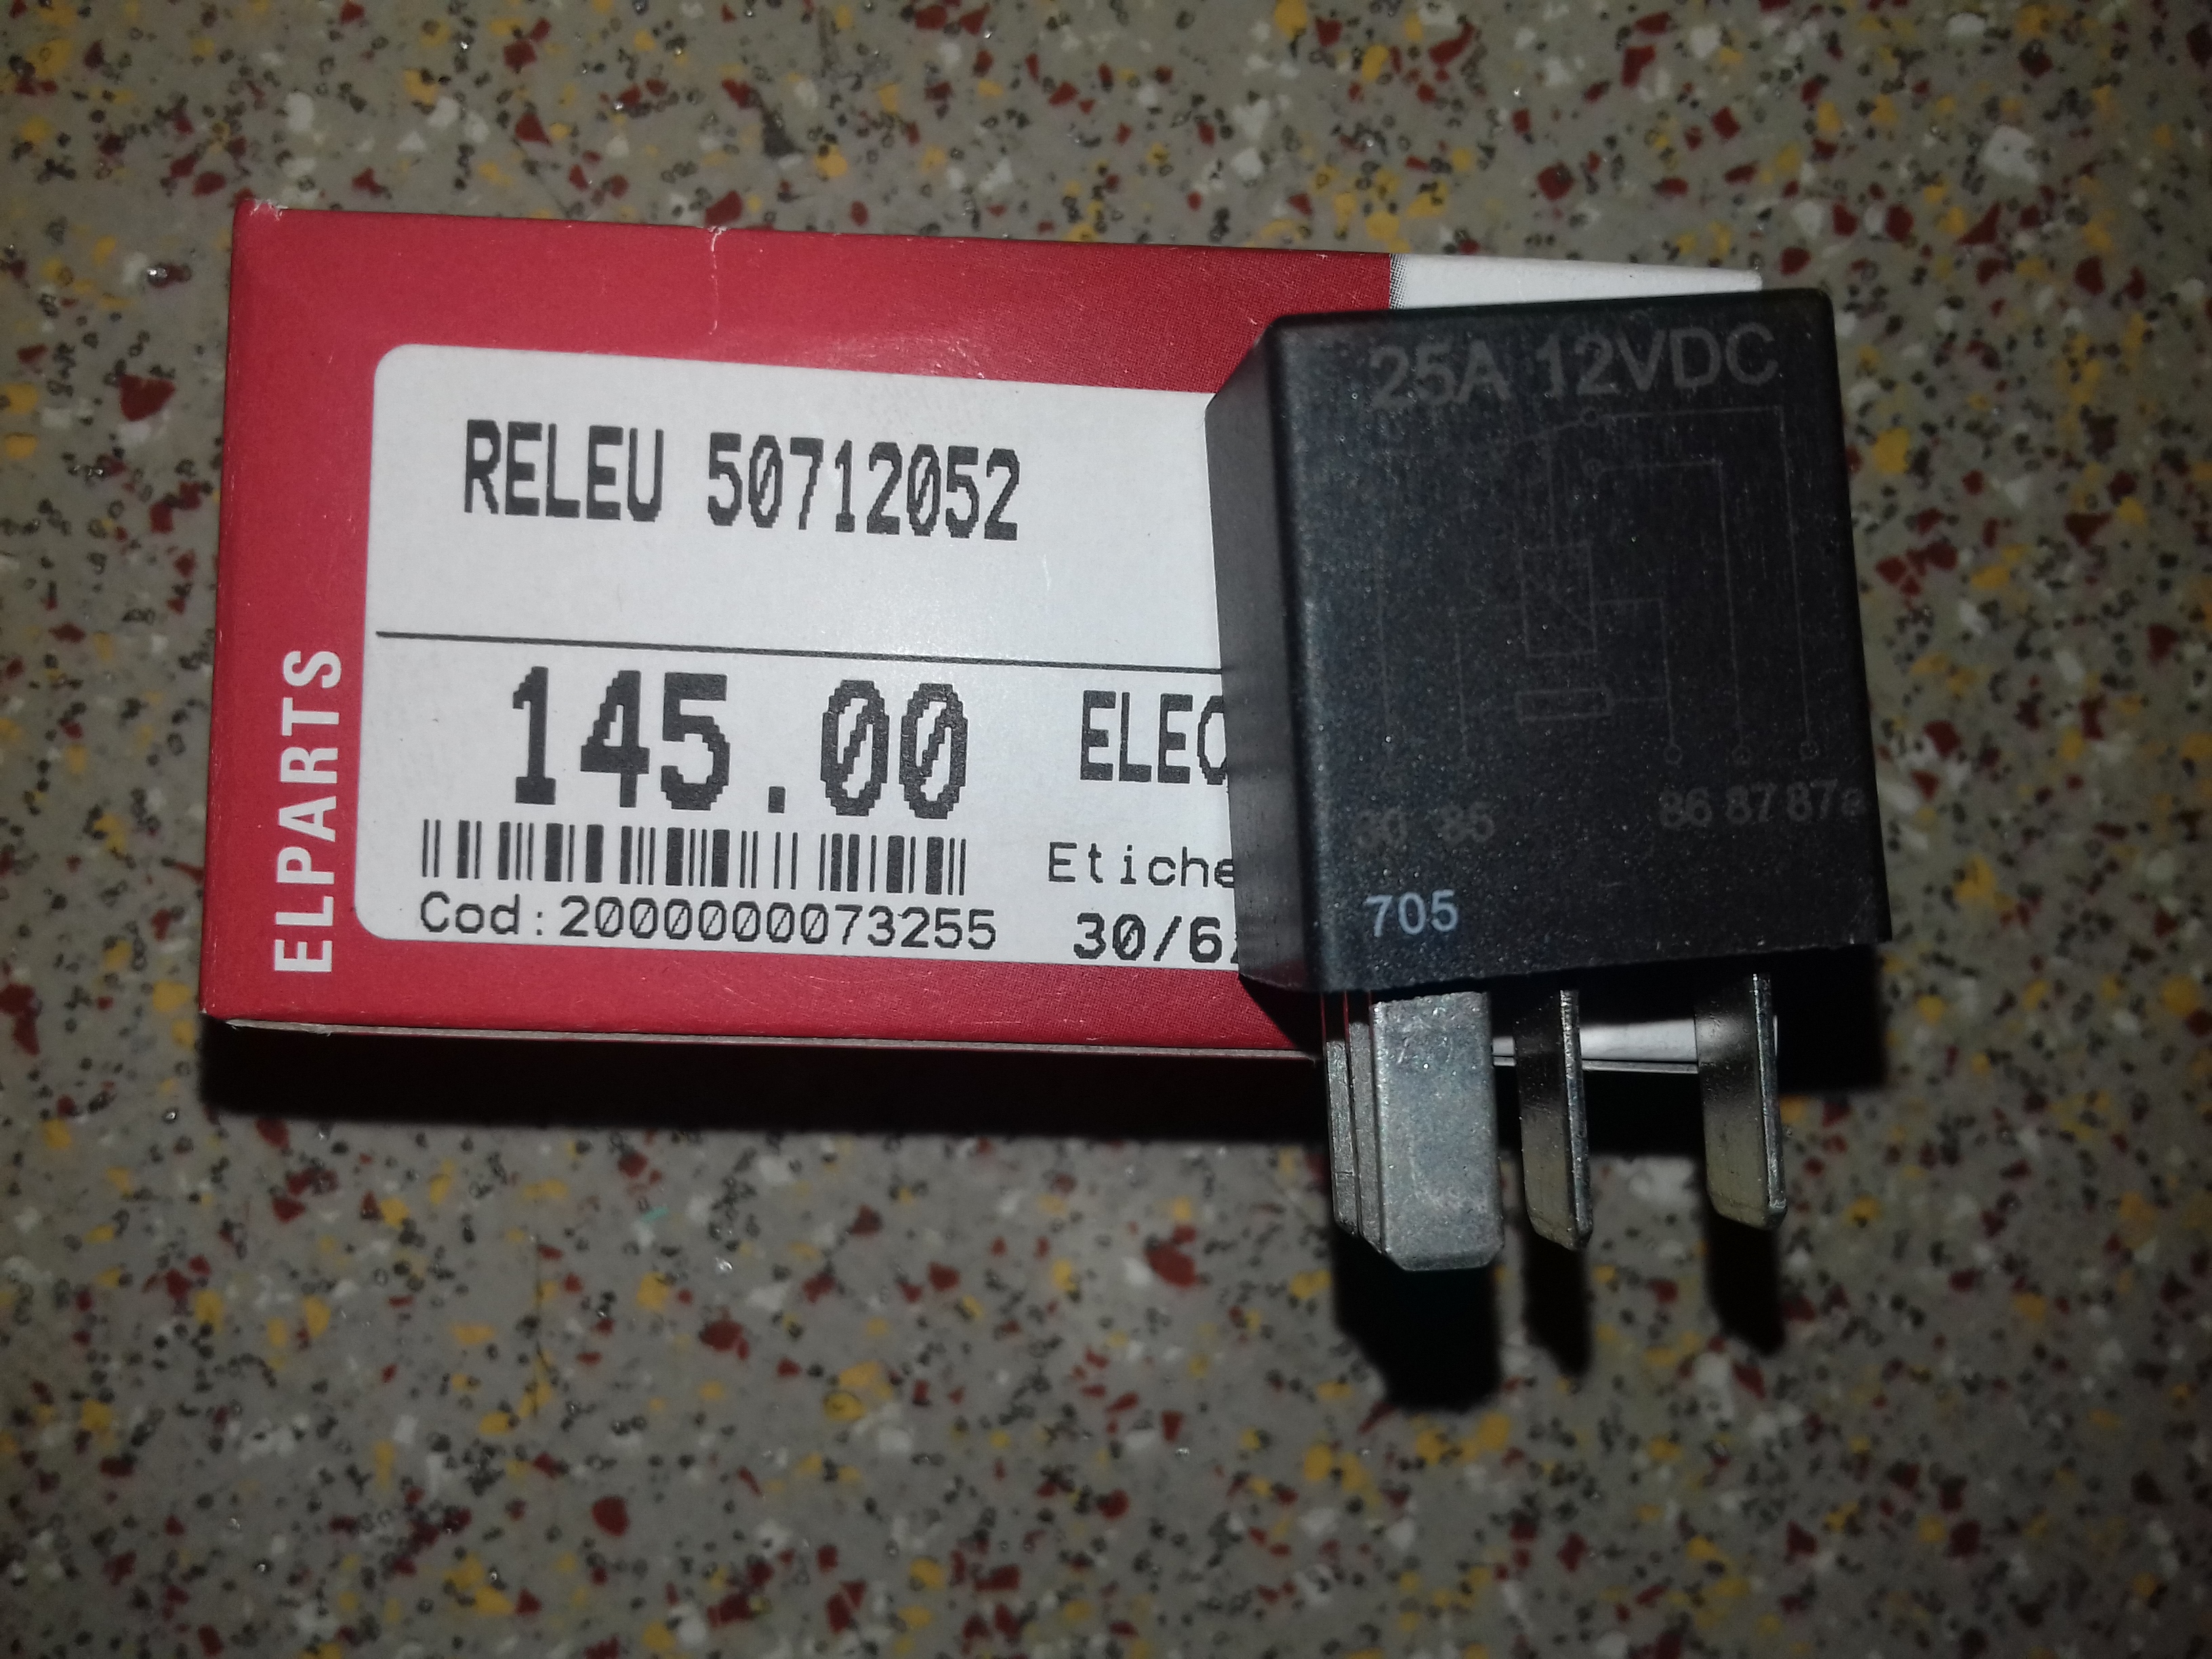 RELEU 50712052
145.00
ELEC
Cod:2000000073255
Etiche
30/6
ELPARTS
25A 12VDC
30 85
86 87 87a
705